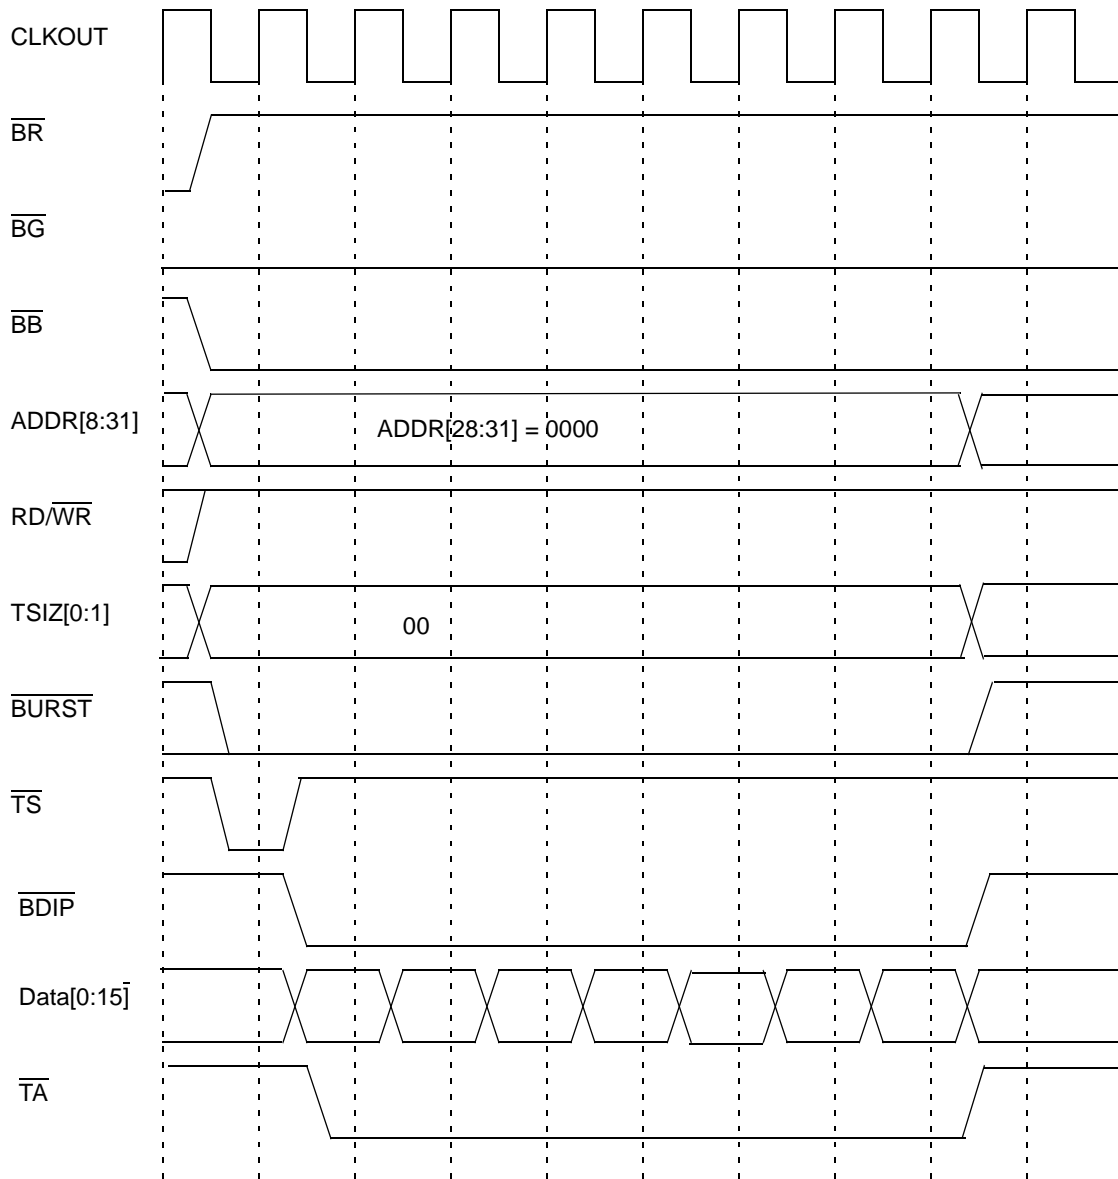 CLKOUT
BR
BG
BB
ADDR[8:31]
ADDR[28:31] = 0000
RD/WR
TSIZ[0:1]
00
BURST
TS
BDIP
Data[0:15]
TA